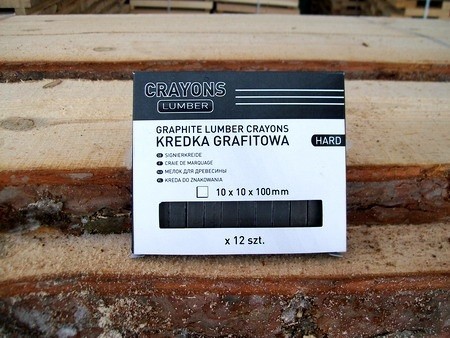 CRAYONS
LUMBER
GRAPHITE LUMBER CRAYONS
KREDKA GRAFITOWA
HARD
SIGNIERKREIDE
CRAIE DE MARQUAGE
МЕЛОК ДЛЯ ДРЕВЕСИНЫ
KREDA DO ZNAKOWANIA
10 x 10 x 100mm
x 12 szt.